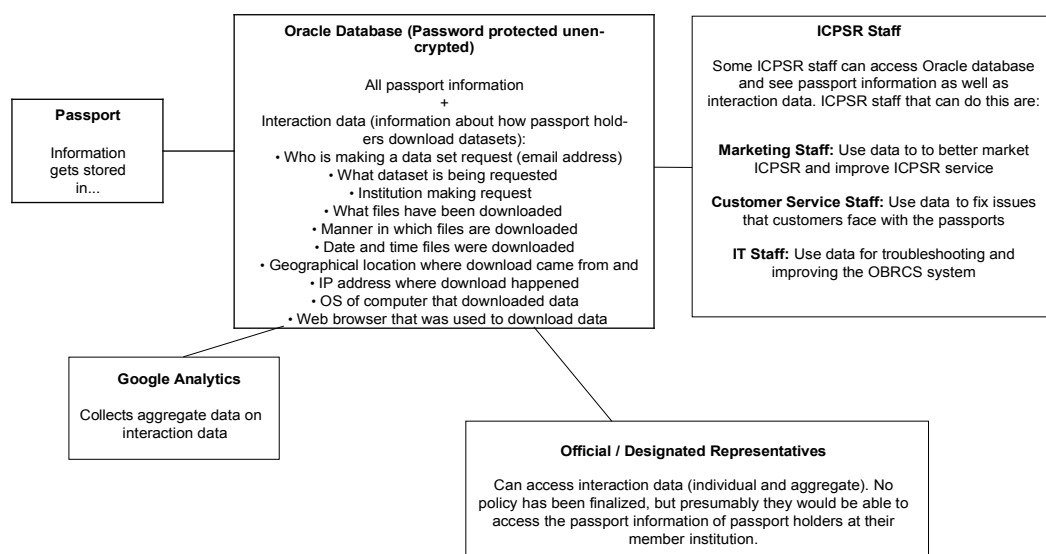 Oracle Database (Password protected unen-
crypted)
All passport information
+
Interaction data (information about how passport hold-
ers download datasets):
• Who is making a data set request (email address)
• What dataset is being requested
• Institution making request
• What files have been downloaded
• Manner in which files are downloaded
• Date and time files were downloaded
• Geographical location where download came from and
• IP address where download happened
• OS of computer that downloaded data
• Web browser that was used to download data
ICPSR Staff
Some ICPSR staff can access Oracle database
and see passport information as well as
interaction data. ICPSR staff that can do this are:
Marketing Staff: Use data to to better market
ICPSR and improve ICPSR service
Customer Service Staff: Use data to fix issues
that customers face with the passports
IT Staff: Use data for troubleshooting and
improving the OBRCS system
Passport
Information
gets stored
in...
Google Analytics
Collects aggregate data on
interaction data
Official / Designated Representatives
Can access interaction data (individual and aggregate). No
policy has been finalized, but presumably they would be able to
access the passport information of passport holders at their
member institution.